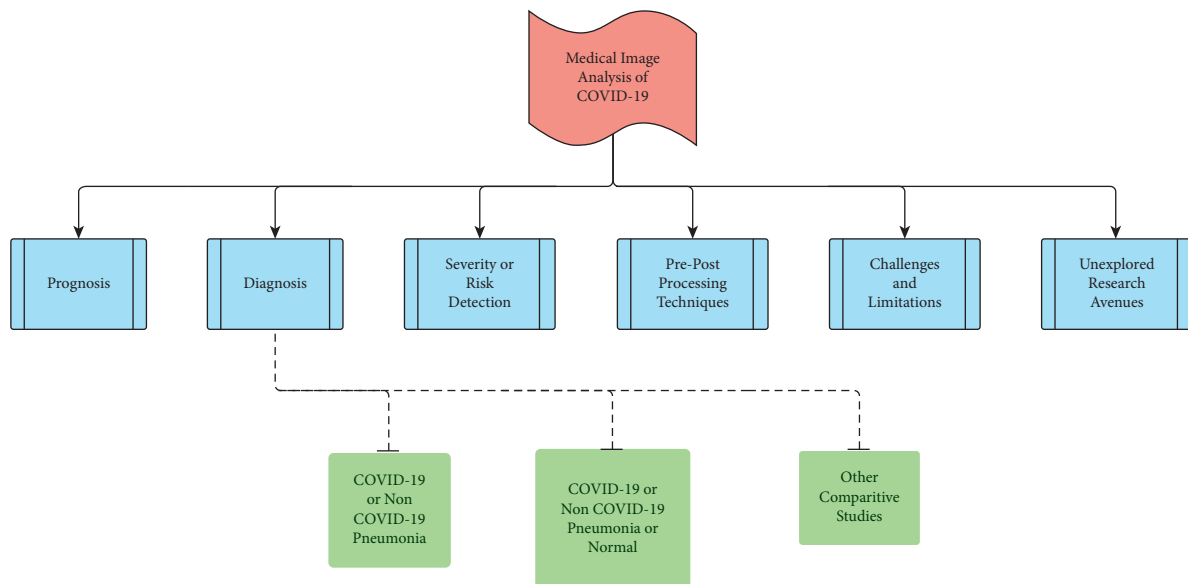 Medical Image
Analysis of
COVID-19
Prognosis
Diagnosis
Severity or
Risk
Detection
Pre-Post
Processing
Techniques
Challenges
and
Limitations
Unexplored
Research
Avenues
COVID-19
or Non
COVID-19
Pneumonia
COVID-19 or
Non COVID-19
Pneumonia or
Normal
Other
Comparitive
Studies